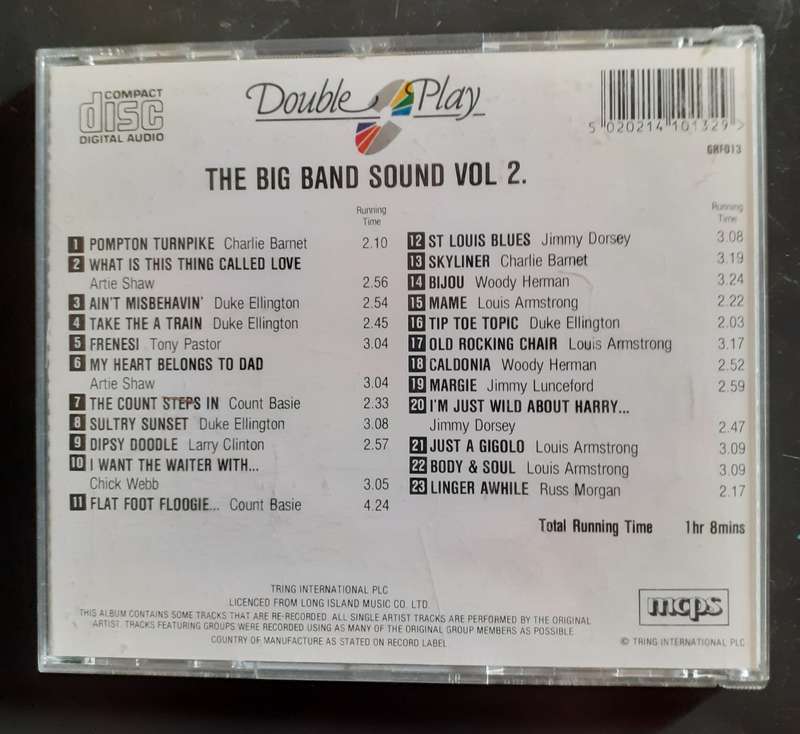 COMPACT
disc
DIGITAL AUDIO
Double Play
5 020214 101329 >
GRF013
THE BIG BAND SOUND VOL 2.
Running
Time
1 POMPTON TURNPIKE Charlie Barnet 2.10
2 WHAT IS THIS THING CALLED LOVE
Artie Shaw 2.56
3 AIN'T MISBEHAVIN' Duke Ellington 2.54
4 TAKE THE A TRAIN Duke Ellington 2.45
5 FRENESI Tony Pastor 3.04
6 MY HEART BELONGS TO DAD
Artie Shaw 3.04
7 THE COUNT STEPS IN Count Basie 2.33
8 SULTRY SUNSET Duke Ellington 3.08
9 DIPSY DOODLE Larry Clinton 2.57
10 I WANT THE WAITER WITH...
Chick Webb 3.05
11 FLAT FOOT FLOOGIE... Count Basie 4.24
Running
Time
12 ST LOUIS BLUES Jimmy Dorsey 3.08
13 SKYLINER Charlie Barnet 3.19
14 BIJOU Woody Herman 3.24
15 MAME Louis Armstrong 2.22
16 TIP TOE TOPIC Duke Ellington 2.03
17 OLD ROCKING CHAIR Louis Armstrong 3.17
18 CALDONIA Woody Herman 2.52
19 MARGIE Jimmy Lunceford 2.59
20 I'M JUST WILD ABOUT HARRY...
Jimmy Dorsey 2.47
21 JUST A GIGOLO Louis Armstrong 3.09
22 BODY & SOUL Louis Armstrong 3.09
23 LINGER AWHILE Russ Morgan 2.17
Total Running Time 1hr 8mins
TRING INTERNATIONAL PLC
LICENCED FROM LONG ISLAND MUSIC CO. LTD.
THIS ALBUM CONTAINS SOME TRACKS THAT ARE RE-RECORDED. ALL SINGLE ARTIST TRACKS ARE PERFORMED BY THE ORIGINAL
ARTIST. TRACKS FEATURING GROUPS WERE RECORDED USING AS MANY OF THE ORIGINAL GROUP MEMBERS AS POSSIBLE
COUNTRY OF MANUFACTURE AS STATED ON RECORD LABEL
mcps
© TRING INTERNATIONAL PLC